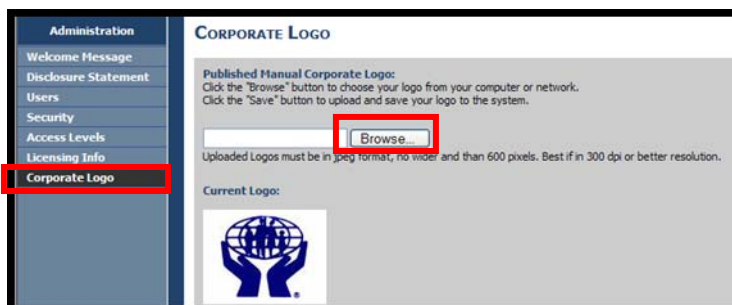 Administration
Welcome Message
Disclosure Statement
Users
Security
Access Levels
Licensing Info
Corporate Logo
CORPORATE LOGO
Published Manual Corporate Logo:
Click the "Browse" button to choose your logo from your computer or network.
Click the "Save" button to upload and save your logo to the system.
Browse...
Uploaded Logos must be in jpeg format, no wider and than 600 pixels. Best if in 300 dpi or better resolution.
Current Logo: